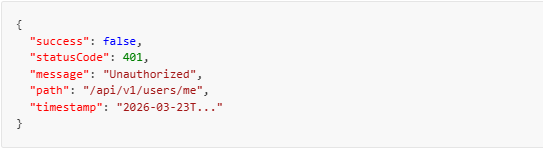 {
  "success": false,
  "statusCode": 401,
  "message": "Unauthorized",
  "path": "/api/v1/users/me",
  "timestamp": "2026-03-23T..."
}